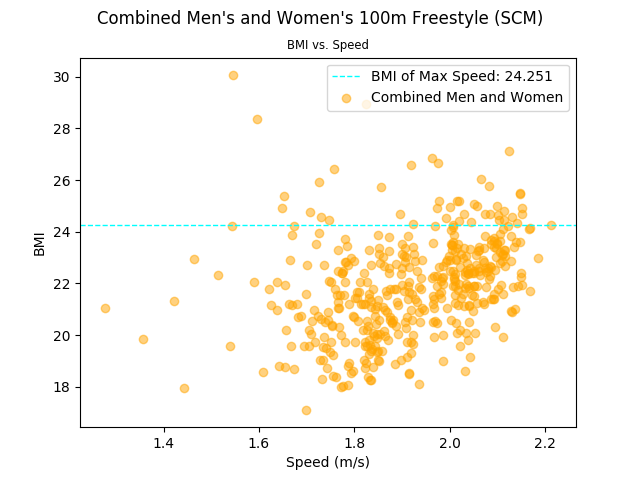 Combined Men's and Women's 100m Freestyle (SCM)
BMI vs. Speed
BMI of Max Speed: 24.251
Combined Men and Women
BMI
30
28
26
24
22
20
18
1.4 1.6 1.8 2.0 2.2
Speed (m/s)